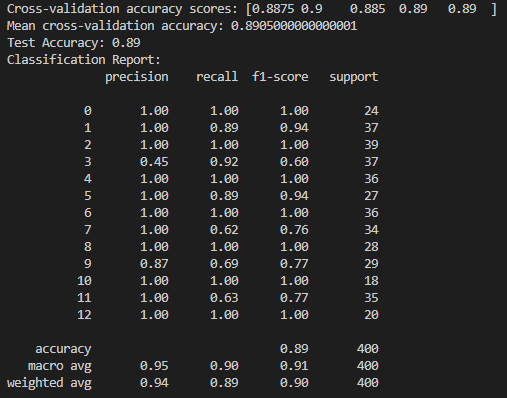 Cross-validation accuracy scores: [0.8875 0.9    0.885  0.89   0.89  ]
Mean cross-validation accuracy: 0.8905000000000001
Test Accuracy: 0.89
Classification Report:
              precision    recall  f1-score   support

           0       1.00      1.00      1.00        24
           1       1.00      0.89      0.94        37
           2       1.00      1.00      1.00        39
           3       0.45      0.92      0.60        37
           4       1.00      1.00      1.00        36
           5       1.00      0.89      0.94        27
           6       1.00      1.00      1.00        36
           7       1.00      0.62      0.76        34
           8       1.00      1.00      1.00        28
           9       0.87      0.69      0.77        29
          10       1.00      1.00      1.00        18
          11       1.00      0.63      0.77        35
          12       1.00      1.00      1.00        20

    accuracy                           0.89       400
   macro avg       0.95      0.90      0.91       400
weighted avg       0.94      0.89      0.90       400